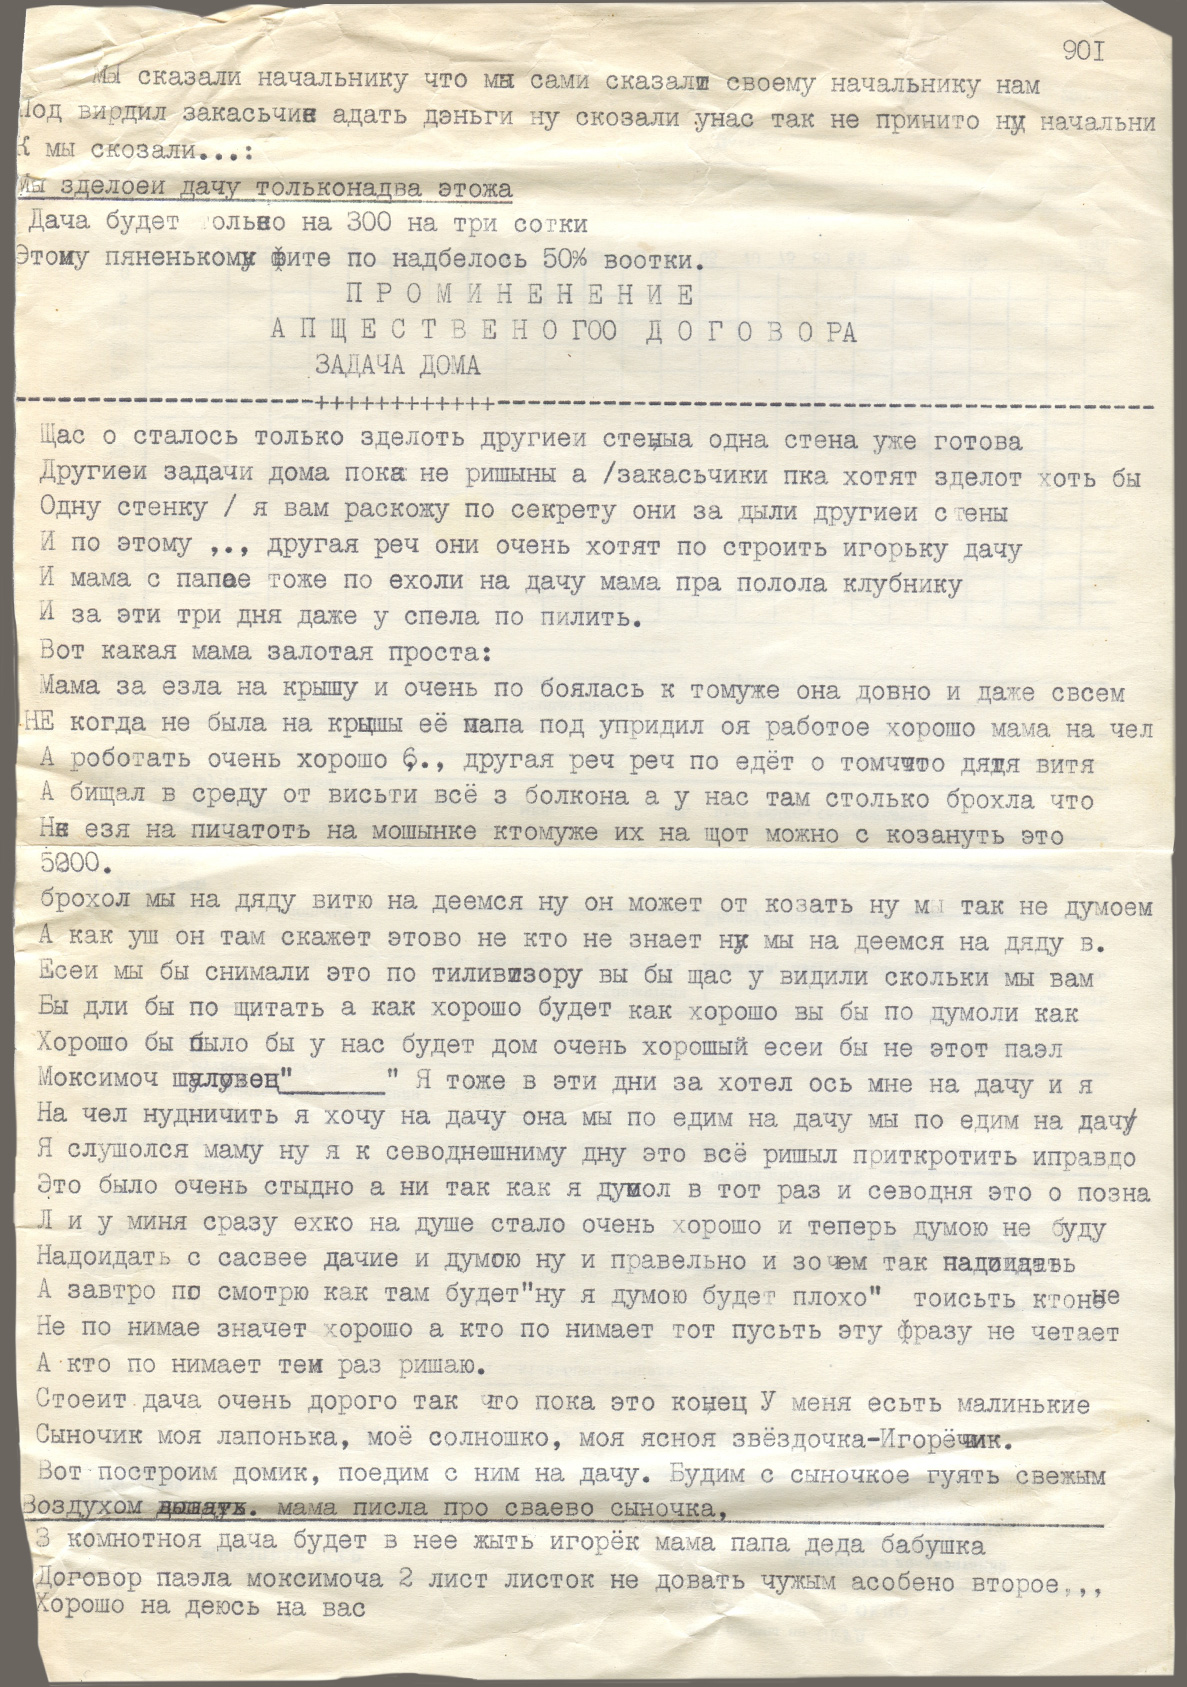 90I
Мы сказали начальнику что мы сами сказали своему начальнику нам
Под вирдил закасьчик адать дэньги ну скозали унас так не принито ну начальни
К мы скозали...:
Мы зделоеи дачу тольконадва этожа
Дача будет только на 300 на три сотки
Этому пяненькому фите по надбелось 50% воотки.
П Р О М И Н Е Н Е Н И Е
А П Щ Е С Т В Е Н О ГОО Д О Г О В О РА
ЗАДАЧА ДОМА
---------------------++++++++++++---------------------------------------------
Щас о сталось только зделоть другиеи стены,а одна стена уже готова
Другиеи задачи дома пока не ришыны а /закасьчики пка хотят зделот хоть бы
Одну стенку / я вам раскожу по секрету они за дыли другиеи стены
И по этому ,., другая реч они очень хотят по строить игорьку дачу
И мама с папое тоже по ехоли на дачу мама пра полола клубнику
И за эти три дня даже у спела по пилить.
Вот какая мама залотая проста:
Мама за езла на крышу и очень по боялась к томуже она довно и даже свсем
НЕ когда не была на крышы её папа под упридил оя работое хорошо мама на чел
А роботать очень хорошо ,., другая реч реч по едёт о томчито дядя витя
А бищал в среду от висьти всё з болкона а у нас там столько брохла что
Не езя на пичатоть на мошынке ктомуже их на щот можно с козануть это
5000.
брохол мы на дяду витю на деемся ну он может от козать ну мы так не думоем
А как уш он там скажет этово не кто не знает ну мы на деемся на дяду в.
Есеи мы бы снимали это по тиливизору вы бы щас у видили скольки мы вам
Бы дли бы по щитать а как хорошо будет как хорошо вы бы по думоли как
Хорошо бы было бы у нас будет дом очень хорошый есеи бы не этот паэл
Моксимоч "______" Я тоже в эти дни за хотел ось мне на дачу и я
На чел нудничить я хочу на дачу она мы по едим на дачу мы по едим на дачу
Я слушолся маму ну я к севоднешниму дну это всё ришыл приткротить иправдо
Это было очень стыдно а ни так как я думол в тот раз и севодня это о позна
Л и у миня сразу ехко на душе стало очень хорошо и теперь думою не буду
Надоидать с сасвее дачие и думою ну и правельно и зо чем так надоидать
А завтро по смотрю как там будет"ну я думою будет плохо" тоисьть ктоне не
Не по нимае значет хорошо а кто по нимает тот пусьть эту фразу не четает
А кто по нимает тем раз ришаю.
Стоеит дача очень дорого так что пока это конец У меня есьть малинькие
Сыночик моя лапонька, моё солношко, моя ясноя звёздочка-Игорёчик.
Вот построим домик, поедим с ним на дачу. Будим с сыночкое гуять свежым
Воздухом дышать. мама писла про сваево сыночка,
3 комнотноя дача будет в нее жыть игорёк мама папа деда бабушка
Договор паэла моксимоча 2 лист листок не довать чужым асобено второе,,,
Хорошо на деюсь на вас